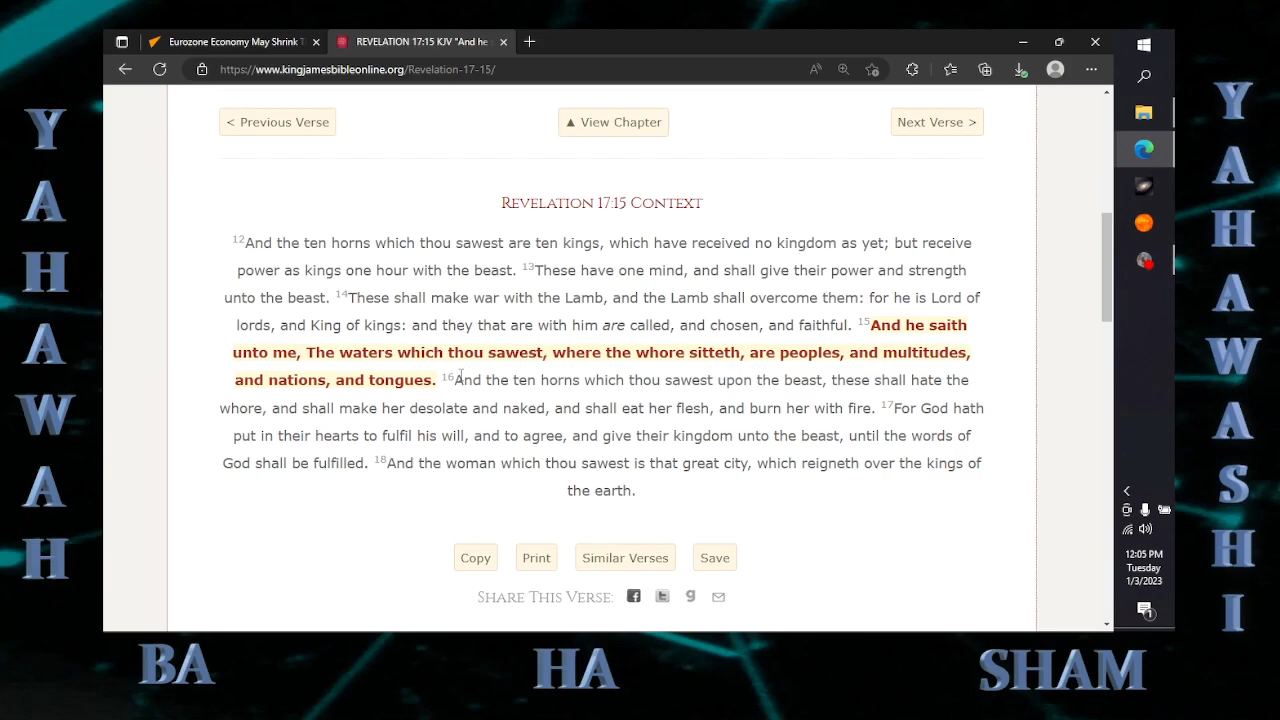 Eurozone Economy May Shrink T
REVELATION 17:15 KJV "And he s
https://www.kingjamesbibleonline.org/Revelation-17-15/
< Previous Verse
▲ View Chapter
Next Verse >
Revelation 17:15 Context
12And the ten horns which thou sawest are ten kings, which have received no kingdom as yet; but receive
power as kings one hour with the beast. 13These have one mind, and shall give their power and strength
unto the beast. 14These shall make war with the Lamb, and the Lamb shall overcome them: for he is Lord of
lords, and King of kings: and they that are with him are called, and chosen, and faithful. 15And he saith
unto me, The waters which thou sawest, where the whore sitteth, are peoples, and multitudes,
and nations, and tongues. 16And the ten horns which thou sawest upon the beast, these shall hate the
whore, and shall make her desolate and naked, and shall eat her flesh, and burn her with fire. 17For God hath
put in their hearts to fulfil his will, and to agree, and give their kingdom unto the beast, until the words of
God shall be fulfilled. 18And the woman which thou sawest is that great city, which reigneth over the kings of
the earth.
Copy
Print
Similar Verses
Save
Share This Verse:
12:05 PM
Tuesday
1/3/2023
1
YAHAWAH
YAHAWASHI
BA
HA
SHAM